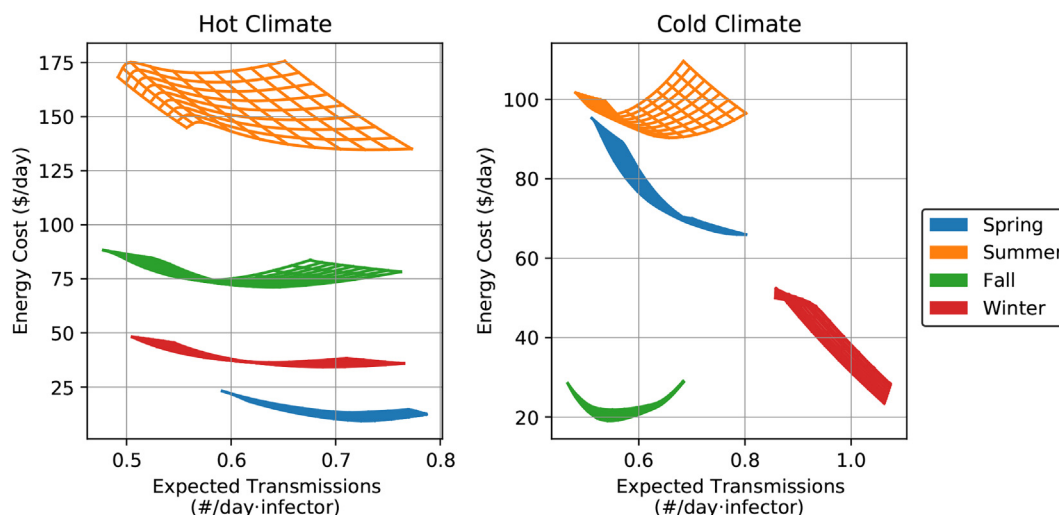 Hot Climate
175
150
125
100
75
50
25
Energy Cost ($/day)
0.5 0.6 0.7 0.8
Expected Transmissions
(#/day·infector)
Cold Climate
100
80
60
40
20
Energy Cost ($/day)
0.6 0.8 1.0
Expected Transmissions
(#/day·infector)
Spring
Summer
Fall
Winter